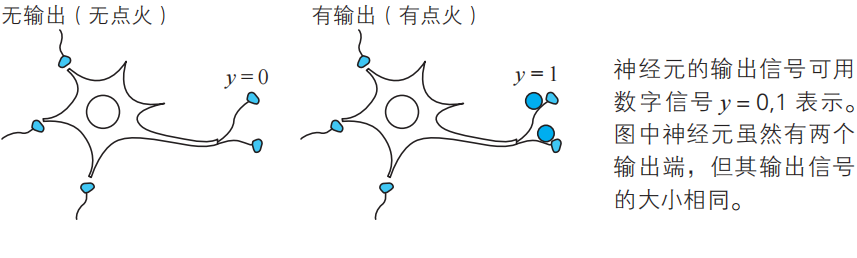 无输出（无点火）
有输出（有点火）
y = 0
y = 1
神经元的输出信号可用
数字信号 y = 0,1 表示。
图中神经元虽然有两个
输出端，但其输出信号
的大小相同。